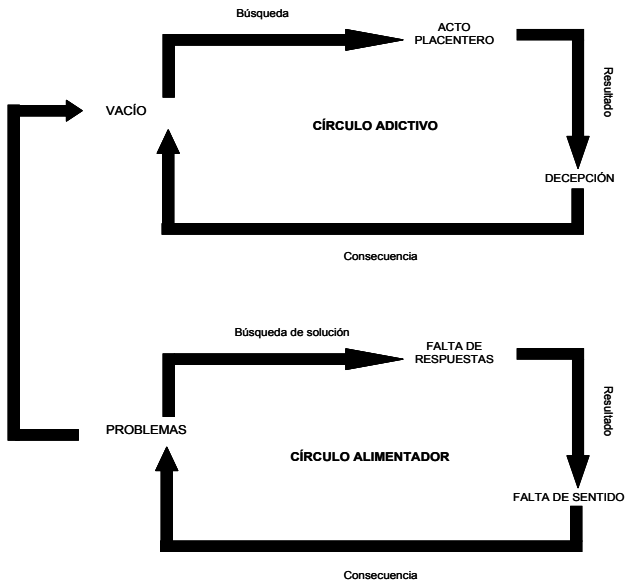 Búsqueda
ACTO
PLACENTERO
Resultado
VACÍO
CÍRCULO ADICTIVO
DECEPCIÓN
Consecuencia
Búsqueda de solución
FALTA DE
RESPUESTAS
Resultado
PROBLEMAS
CÍRCULO ALIMENTADOR
FALTA DE SENTIDO
Consecuencia